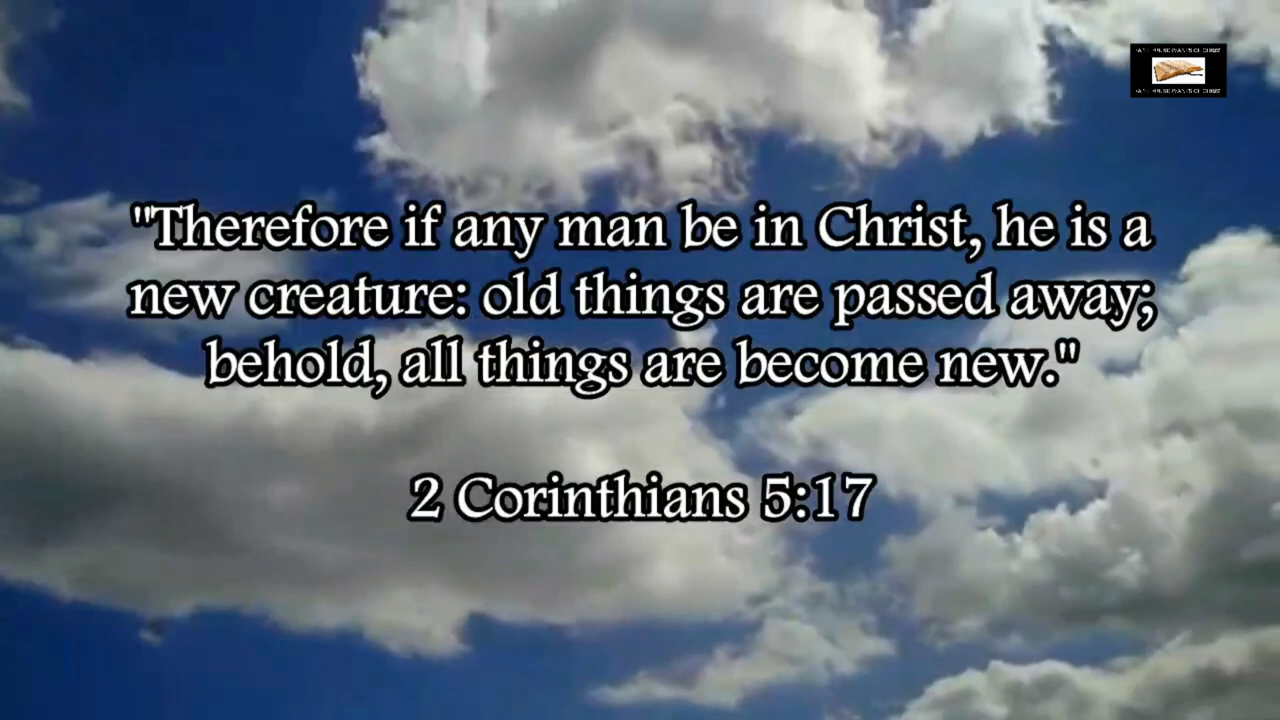 "Therefore if any man be in Christ, he is a
new creature: old things are passed away;
behold, all things are become new."
2 Corinthians 5:17